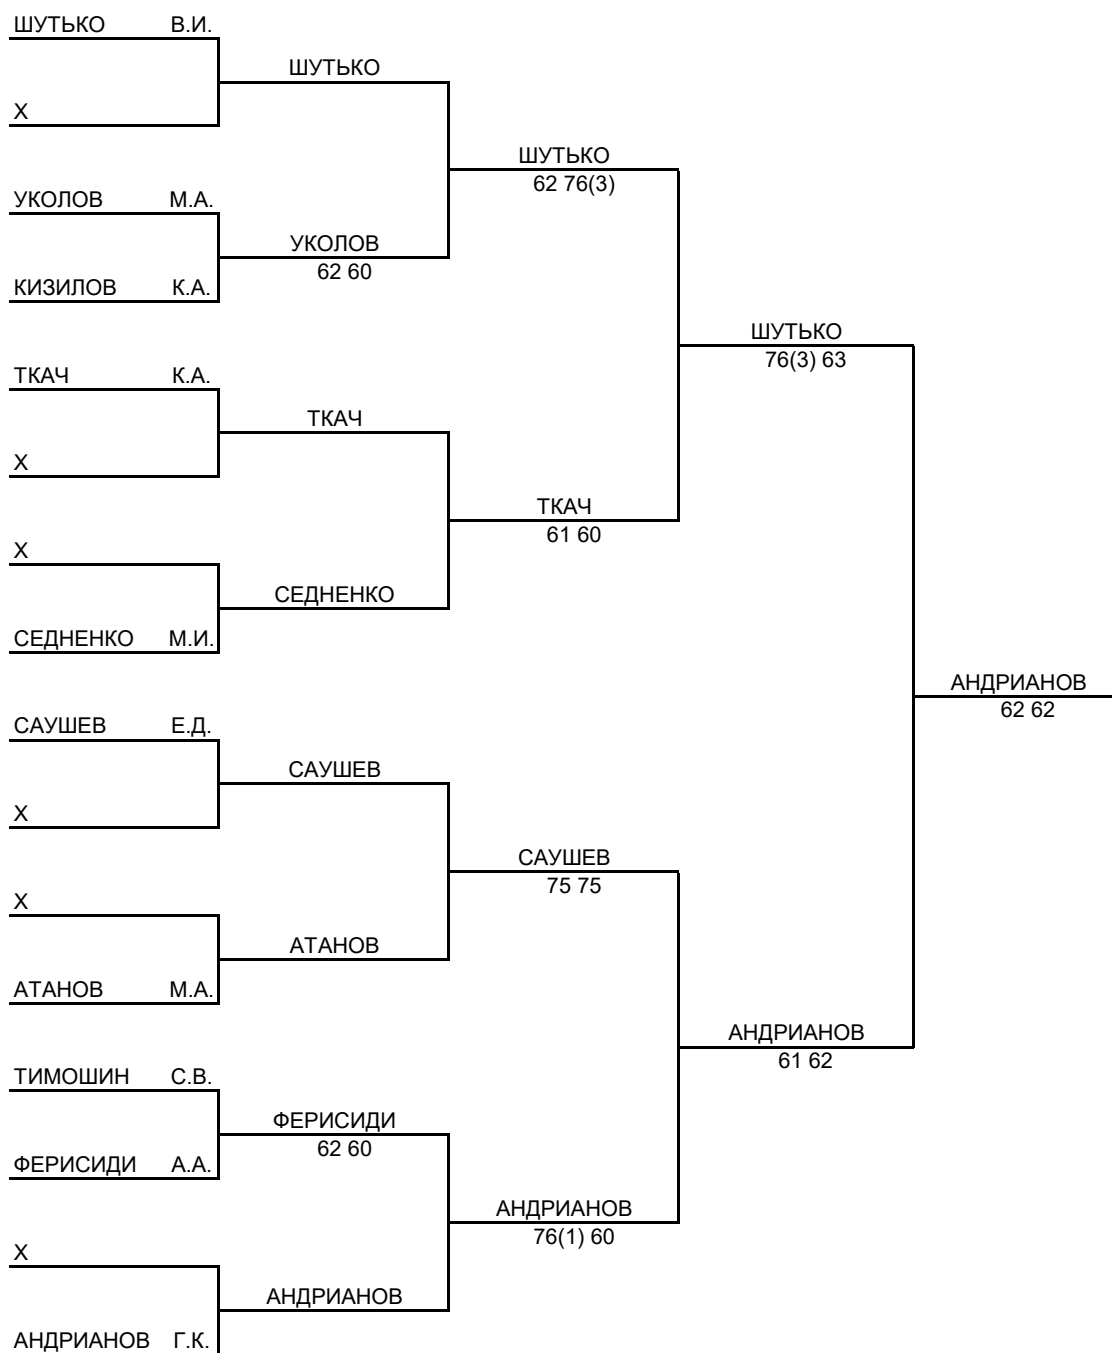 ШУТЬКО В.И.
ШУТЬКО
X
ШУТЬКО
62 76(3)
УКОЛОВ М.А.
УКОЛОВ
62 60
КИЗИЛОВ К.А.
ШУТЬКО
76(3) 63
ТКАЧ К.А.
ТКАЧ
X
ТКАЧ
61 60
X
СЕДНЕНКО
СЕДНЕНКО М.И.
АНДРИАНОВ
62 62
САУШЕВ Е.Д.
САУШЕВ
X
САУШЕВ
75 75
X
АТАНОВ
АТАНОВ М.А.
АНДРИАНОВ
61 62
ТИМОШИН С.В.
ФЕРИСИДИ
62 60
ФЕРИСИДИ А.А.
АНДРИАНОВ
76(1) 60
X
АНДРИАНОВ
АНДРИАНОВ Г.К.